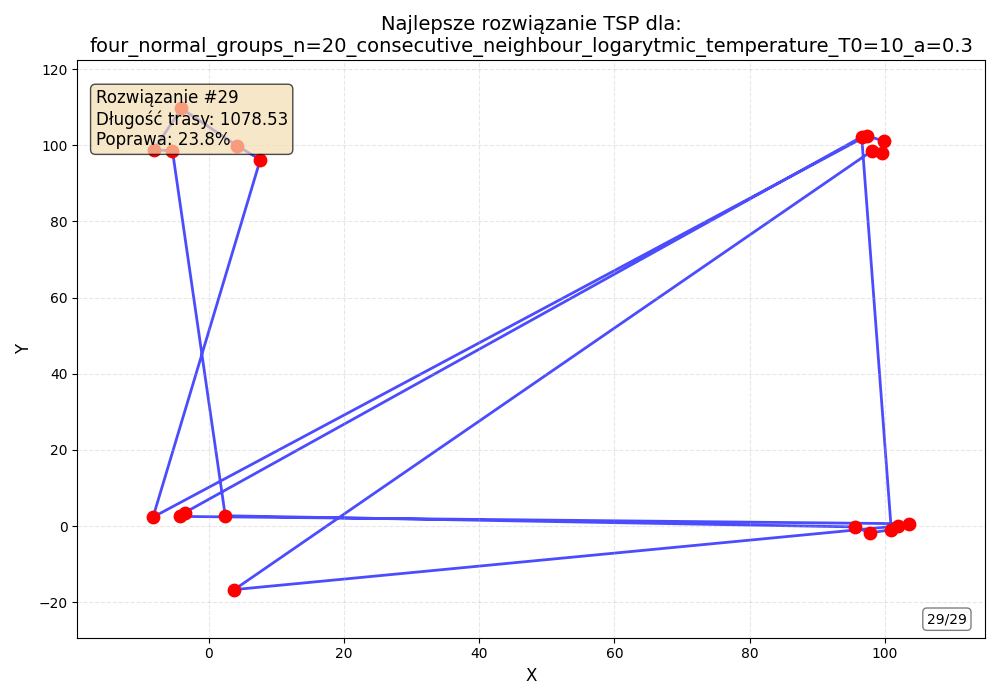 Najlepsze rozwiązanie TSP dla:
four_normal_groups_n=20_consecutive_neighbour_logarytmic_temperature_T0=10_a=0.3
Rozwiązanie #29
Długość trasy: 1078.53
Poprawa: 23.8%
120
100
80
60
40
20
0
−20
Y
0
20
40
60
80
100
X
29/29